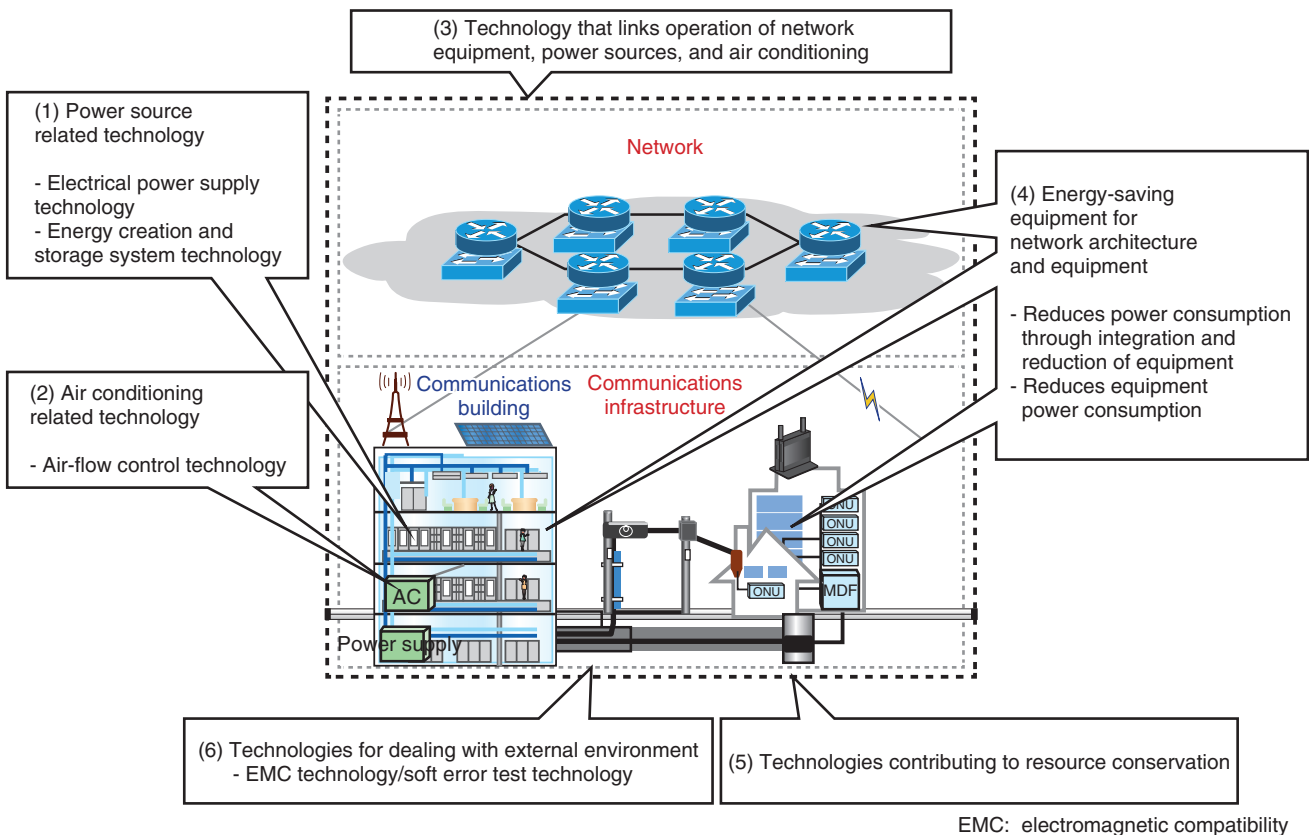 (3) Technology that links operation of network
equipment, power sources, and air conditioning
(1) Power source
related technology
- Electrical power supply
technology
- Energy creation and
storage system technology
Network
(4) Energy-saving
equipment for
network architecture
and equipment
- Reduces power consumption
through integration and
reduction of equipment
- Reduces equipment
power consumption
(2) Air conditioning
related technology
- Air-flow control technology
Communications
building
Communications
infrastructure
ONU
ONU
ONU
ONU
ONU
MDF
AC
Power supply
(6) Technologies for dealing with external environment
- EMC technology/soft error test technology
(5) Technologies contributing to resource conservation
EMC: electromagnetic compatibility